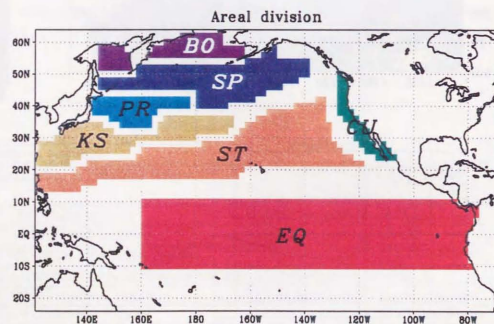 Areal division
60N
BO
50N
SP
40N
PR
30N
KS
CU
20N
ST
10N
EQ
EQ
10S
20S
140E 160E 180 160W 140W 120W 100W 80W